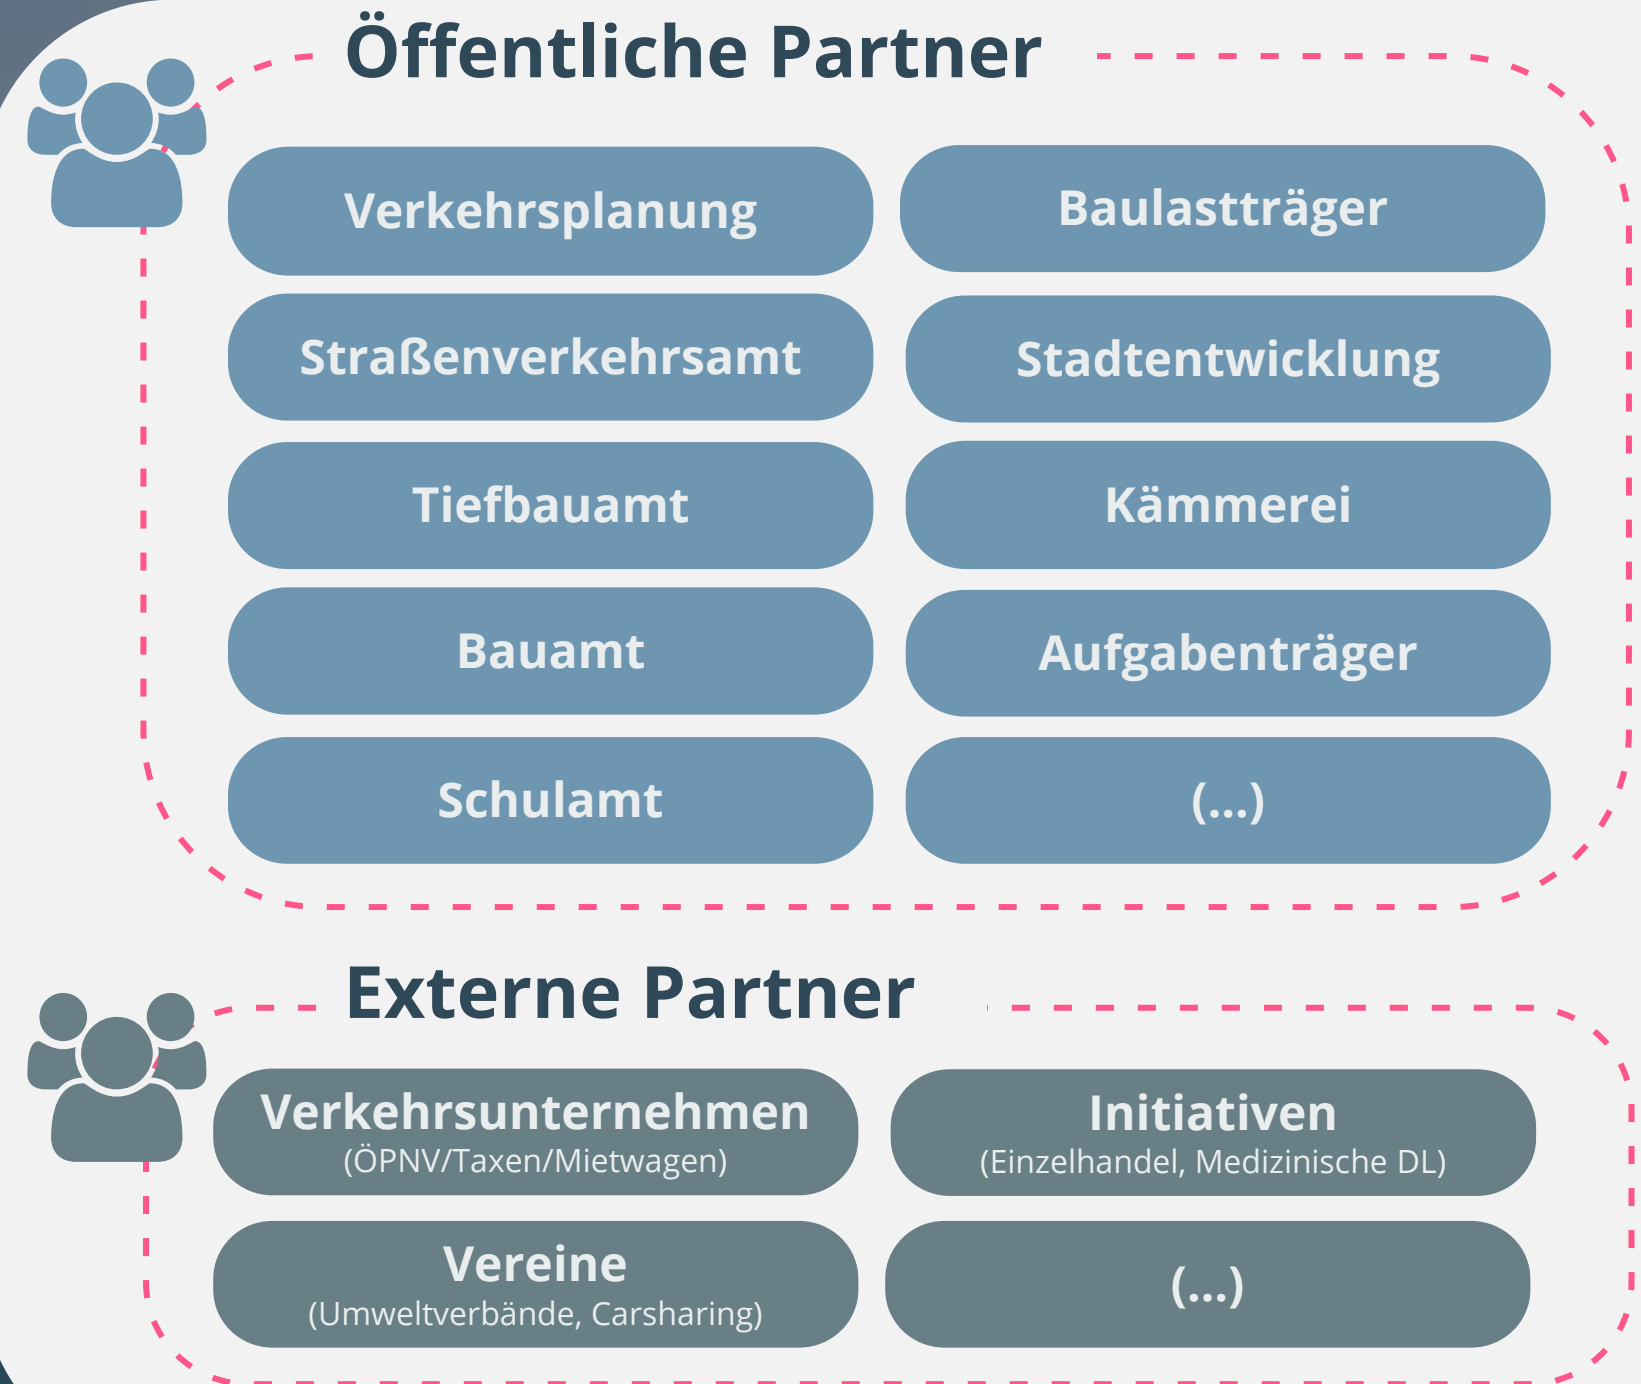 Öffentliche Partner
Verkehrsplanung
Baulastträger
Straßenverkehrsamt
Stadtentwicklung
Tiefbauamt
Kämmerei
Bauamt
Aufgabenträger
Schulamt
(...)
Externe Partner
Verkehrsunternehmen
(ÖPNV/Taxen/Mietwagen)
Initiativen
(Einzelhandel, Medizinische DL)
Vereine
(Umweltverbände, Carsharing)
(...)